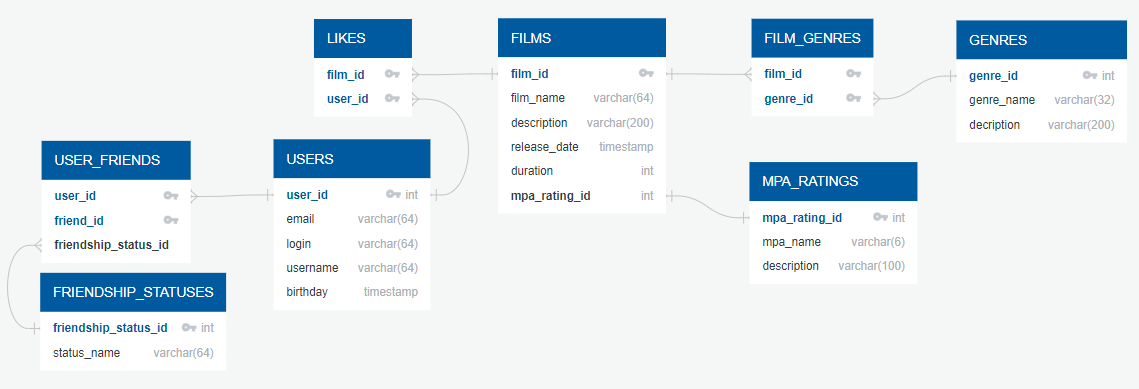 LIKES
film_id
user_id
FILMS
film_id
film_name varchar(64)
description varchar(200)
release_date timestamp
duration int
mpa_rating_id int
FILM_GENRES
film_id
genre_id
GENRES
genre_id int
genre_name varchar(32)
decription varchar(200)
USER_FRIENDS
user_id
friend_id
friendship_status_id
USERS
user_id int
email varchar(64)
login varchar(64)
username varchar(64)
birthday timestamp
MPA_RATINGS
mpa_rating_id int
mpa_name varchar(6)
description varchar(100)
FRIENDSHIP_STATUSES
friendship_status_id int
status_name varchar(64)